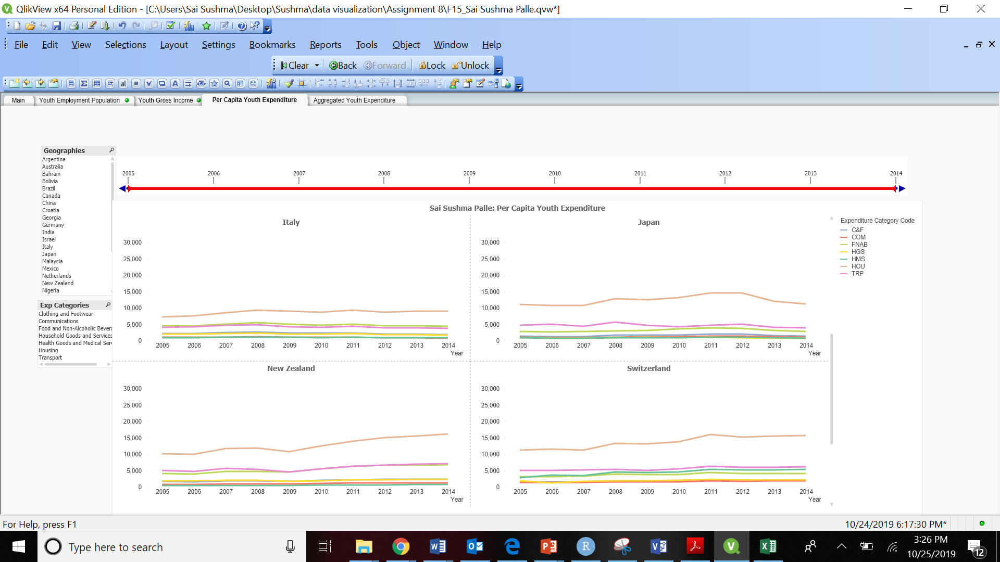 QlikView x64 Personal Edition - [C:\Users\Sai Sushma\Desktop\Sushma\data visualization\Assignment 8\F15_Sai Sushma Palle.qvw*]
File Edit View Selections Layout Settings Bookmarks Reports Tools Object Window Help
Clear Back Forward Lock Unlock
Main Youth Employment Population Youth Gross Income Per Capita Youth Expenditure Aggregated Youth Expenditure
Geographies
Argentina
Australia
Bahrain
Bolivia
Brazil
Canada
China
Croatia
Georgia
Germany
India
Israel
Italy
Japan
Malaysia
Mexico
Netherlands
New Zealand
Nigeria
Exp Categories
Clothing and Footwear
Communications
Food and Non-Alcoholic Bevera
Household Goods and Services
Health Goods and Medical Ser
Housing
Transport
2005 2006 2007 2008 2009 2010 2011 2012 2013 2014
Sai Sushma Palle: Per Capita Youth Expenditure
Italy
30,000
25,000
20,000
15,000
10,000
5,000
0
2005 2006 2007 2008 2009 2010 2011 2012 2013 2014
Year
Japan
30,000
25,000
20,000
15,000
10,000
5,000
0
2005 2006 2007 2008 2009 2010 2011 2012 2013 2014
Year
New Zealand
30,000
25,000
20,000
15,000
10,000
5,000
0
2005 2006 2007 2008 2009 2010 2011 2012 2013 2014
Year
Switzerland
30,000
25,000
20,000
15,000
10,000
5,000
0
2005 2006 2007 2008 2009 2010 2011 2012 2013 2014
Year
Expenditure Category Code
C&F
COM
FNAB
HGS
HMS
HOU
TRP
For Help, press F1
10/24/2019 6:17:30 PM*
Type here to search
3:26 PM
10/25/2019
12